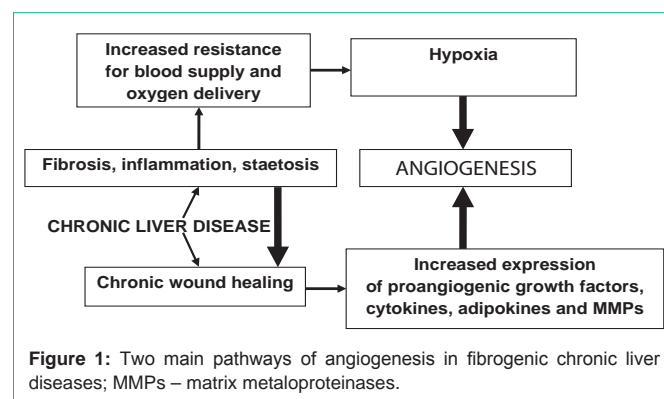 Increased resistance
for blood supply and
oxygen delivery
Hypoxia
Fibrosis, inflammation, staetosis
ANGIOGENESIS
CHRONIC LIVER DISEASE
Chronic wound healing
Increased expression
of proangiogenic growth factors,
cytokines, adipokines and MMPs
Figure 1: Two main pathways of angiogenesis in fibrogenic chronic liver
diseases; MMPs – matrix metaloproteinases.